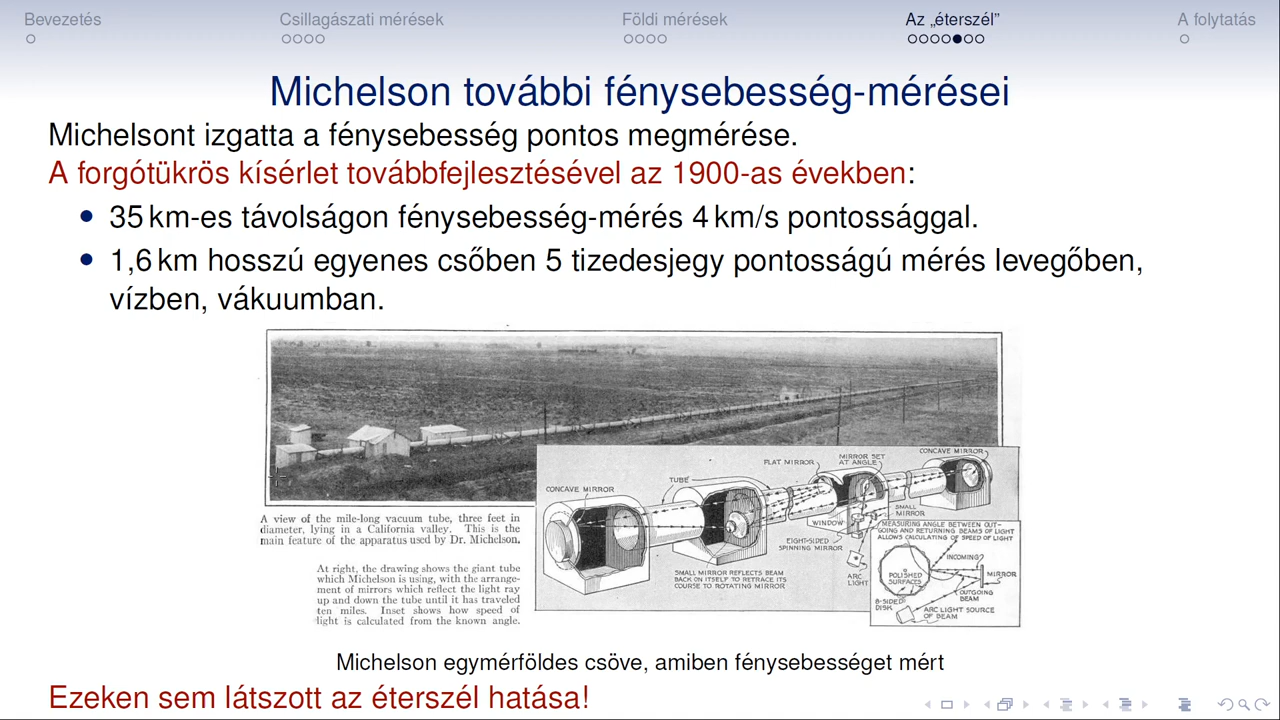 Bevezetés
Csillagászati mérések
Földi mérések
Az „éterszél”
A folytatás
Michelson további fénysebesség-mérései
Michelsont izgatta a fénysebesség pontos megmérése.
A forgótükrös kísérlet továbbfejlesztésével az 1900-as években:
35 km-es távolságon fénysebesség-mérés 4 km/s pontossággal.
1,6 km hosszú egyenes csőben 5 tizedesjegy pontosságú mérés levegőben,
vízben, vákuumban.
CONCAVE MIRROR
TUBE
FLAT MIRROR
MIRROR SET
AT ANGLE
CONCAVE MIRROR
SMALL
MIRROR
WINDOW
EIGHT-SIDED
SPINNING MIRROR
ARC
LIGHT
SMALL MIRROR REFLECTS BEAM
BACK ON ITSELF TO RETRACE ITS
COURSE TO ROTATING MIRROR
MEASURING ANGLE BETWEEN OUT-
GOING AND RETURNING BEAMS OF LIGHT
ALLOWS CALCULATING OF SPEED OF LIGHT
INCOMING
POLISHED
SURFACES
MIRROR
OUTGOING
BEAM
8-SIDED
DISK
ARC LIGHT SOURCE
OF BEAM
A view of the mile-long vacuum tube, three feet in
diameter, lying in a California valley. This is the
main feature of the apparatus used by Dr. Michelson.
At right, the drawing shows the giant tube
which Michelson is using, with the arrange-
ment of mirrors which reflect the light ray
up and down the tube until it has traveled
ten miles. Inset shows how speed of
light is calculated from the known angle.
Michelson egymérföldes csöve, amiben fénysebességet mért
Ezeken sem látszott az éterszél hatása!